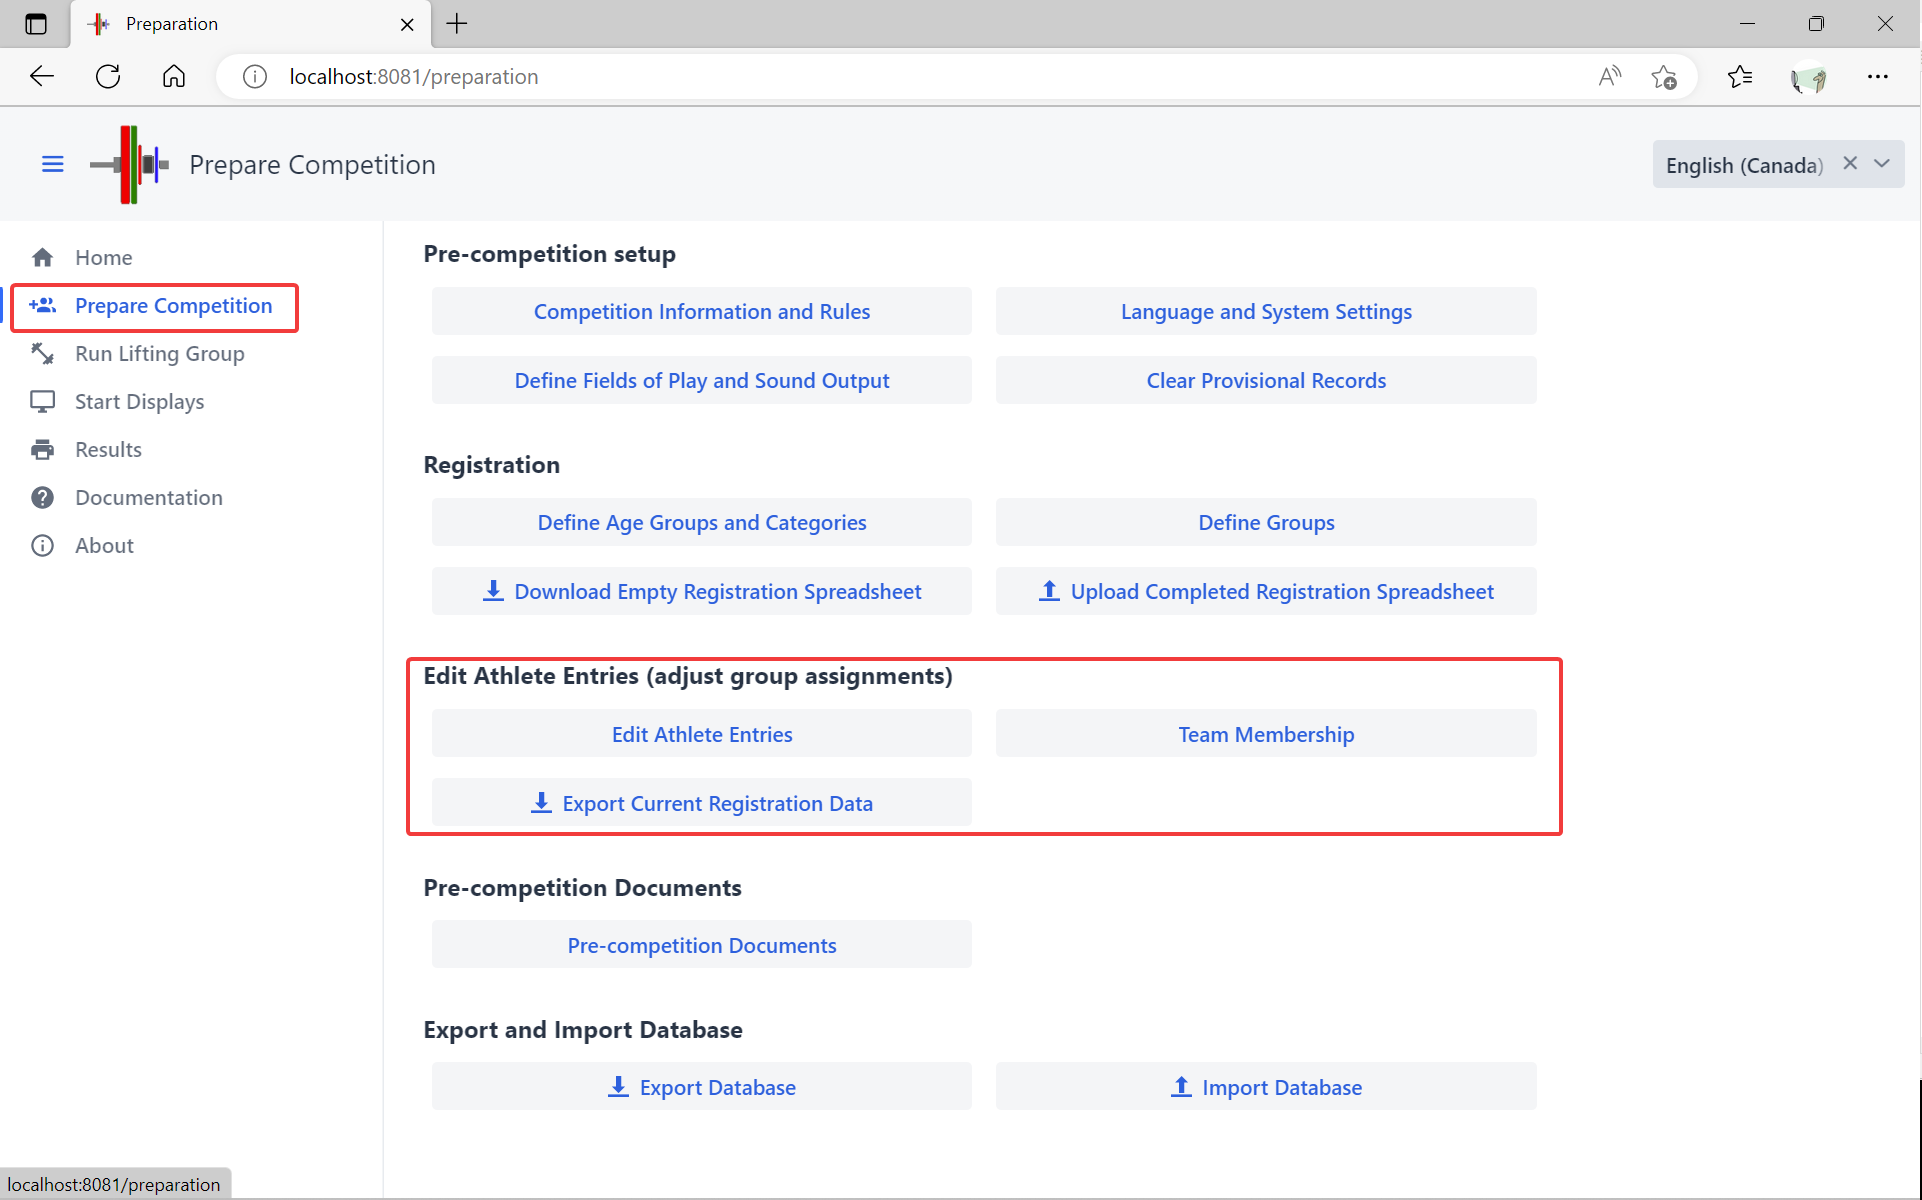 Preparation
localhost:8081/preparation
Prepare Competition
English (Canada)
Home
Prepare Competition
Run Lifting Group
Start Displays
Results
Documentation
About
Pre-competition setup
Competition Information and Rules
Language and System Settings
Define Fields of Play and Sound Output
Clear Provisional Records
Registration
Define Age Groups and Categories
Define Groups
Download Empty Registration Spreadsheet
Upload Completed Registration Spreadsheet
Edit Athlete Entries (adjust group assignments)
Edit Athlete Entries
Team Membership
Export Current Registration Data
Pre-competition Documents
Pre-competition Documents
Export and Import Database
Export Database
Import Database
localhost:8081/preparation